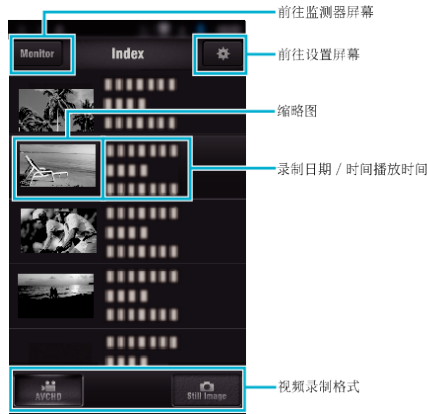 前往监测器屏幕
Monitor
Index
前往设置屏幕
缩略图
录制日期 / 时间播放时间
AVCHD
Still Image
视频录制格式